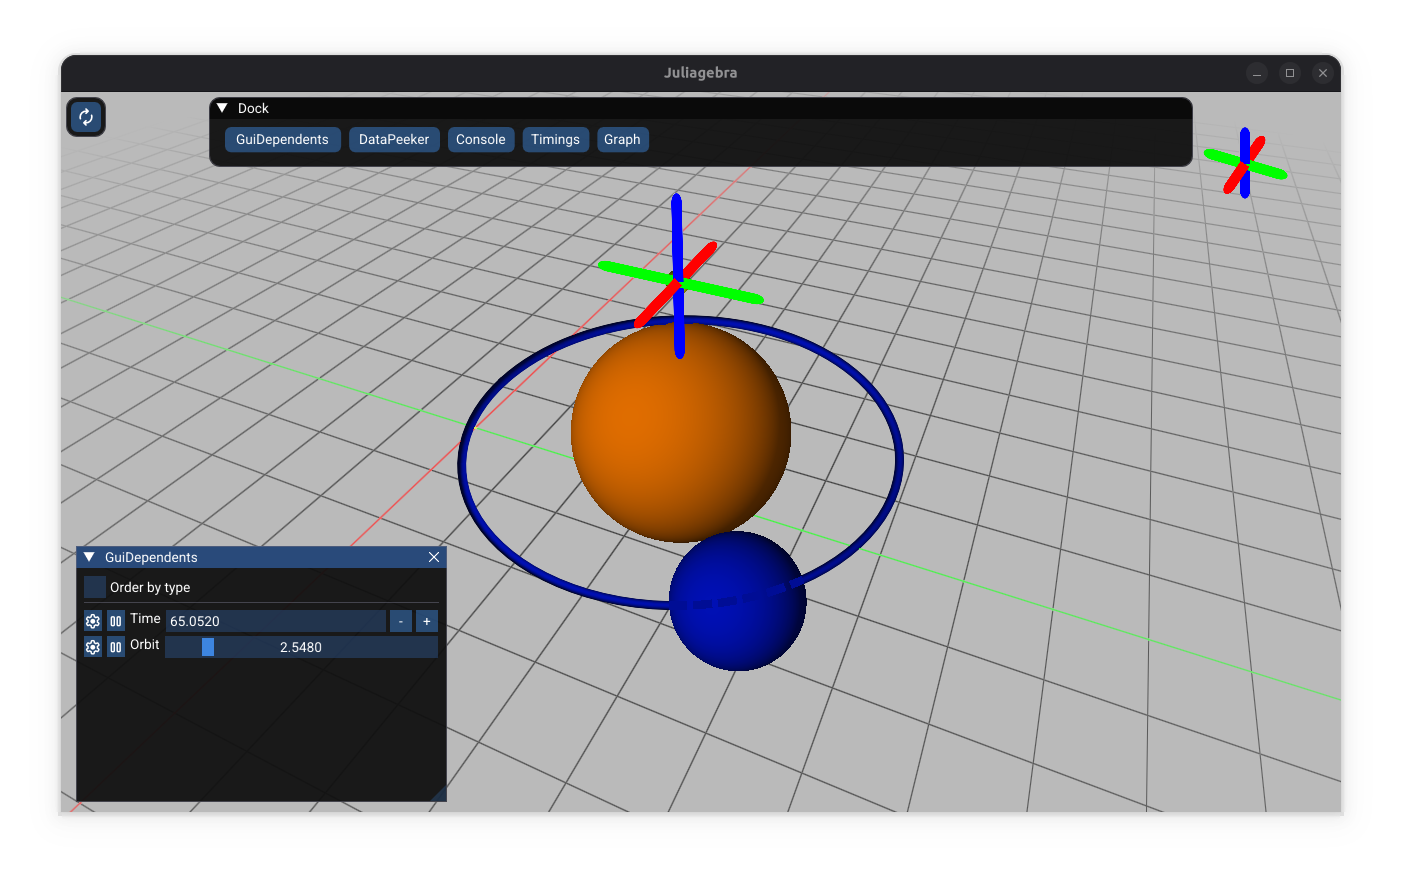 Juliagebra
Dock
GuiDependents DataPeeker Console Timings Graph
GuiDependents
Order by type
Time 65.0520 - +
Orbit 2.5480